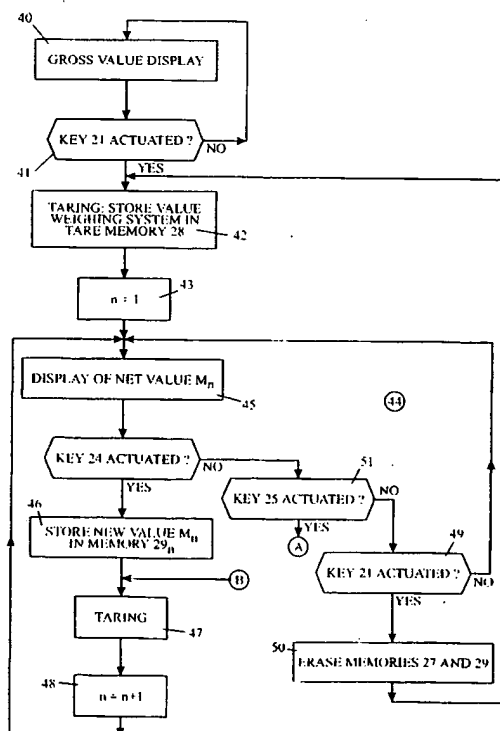 40
GROSS VALUE DISPLAY
KEY 21 ACTUATED ?
NO
41
YES
TARING: STORE VALUE
WEIGHING SYSTEM IN
TARE MEMORY 28
42
43
n = 1
DISPLAY OF NET VALUE Mn
45
44
KEY 24 ACTUATED ?
NO
51
YES
KEY 25 ACTUATED ?
NO
46
STORE NEW VALUE Mn
IN MEMORY 29n
YES
A
49
B
KEY 21 ACTUATED ?
NO
TARING
47
YES
50
ERASE MEMORIES 27 AND 29
48
n = n+1